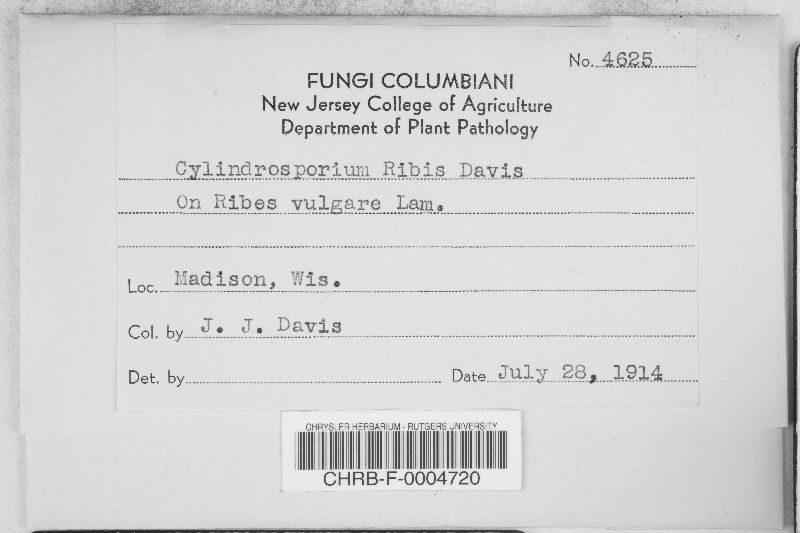 No. 4625
FUNGI COLUMBIANI
New Jersey College of Agriculture
Department of Plant Pathology
Cylindrosporium Ribis Davis
On Ribes vulgare Lam.
Loc. Madison, Wis.
Col. by J. J. Davis
Det. by
Date July 28, 1914
CHRYSLER HERBARIUM - RUTGERS UNIVERSITY
CHRB-F-0004720